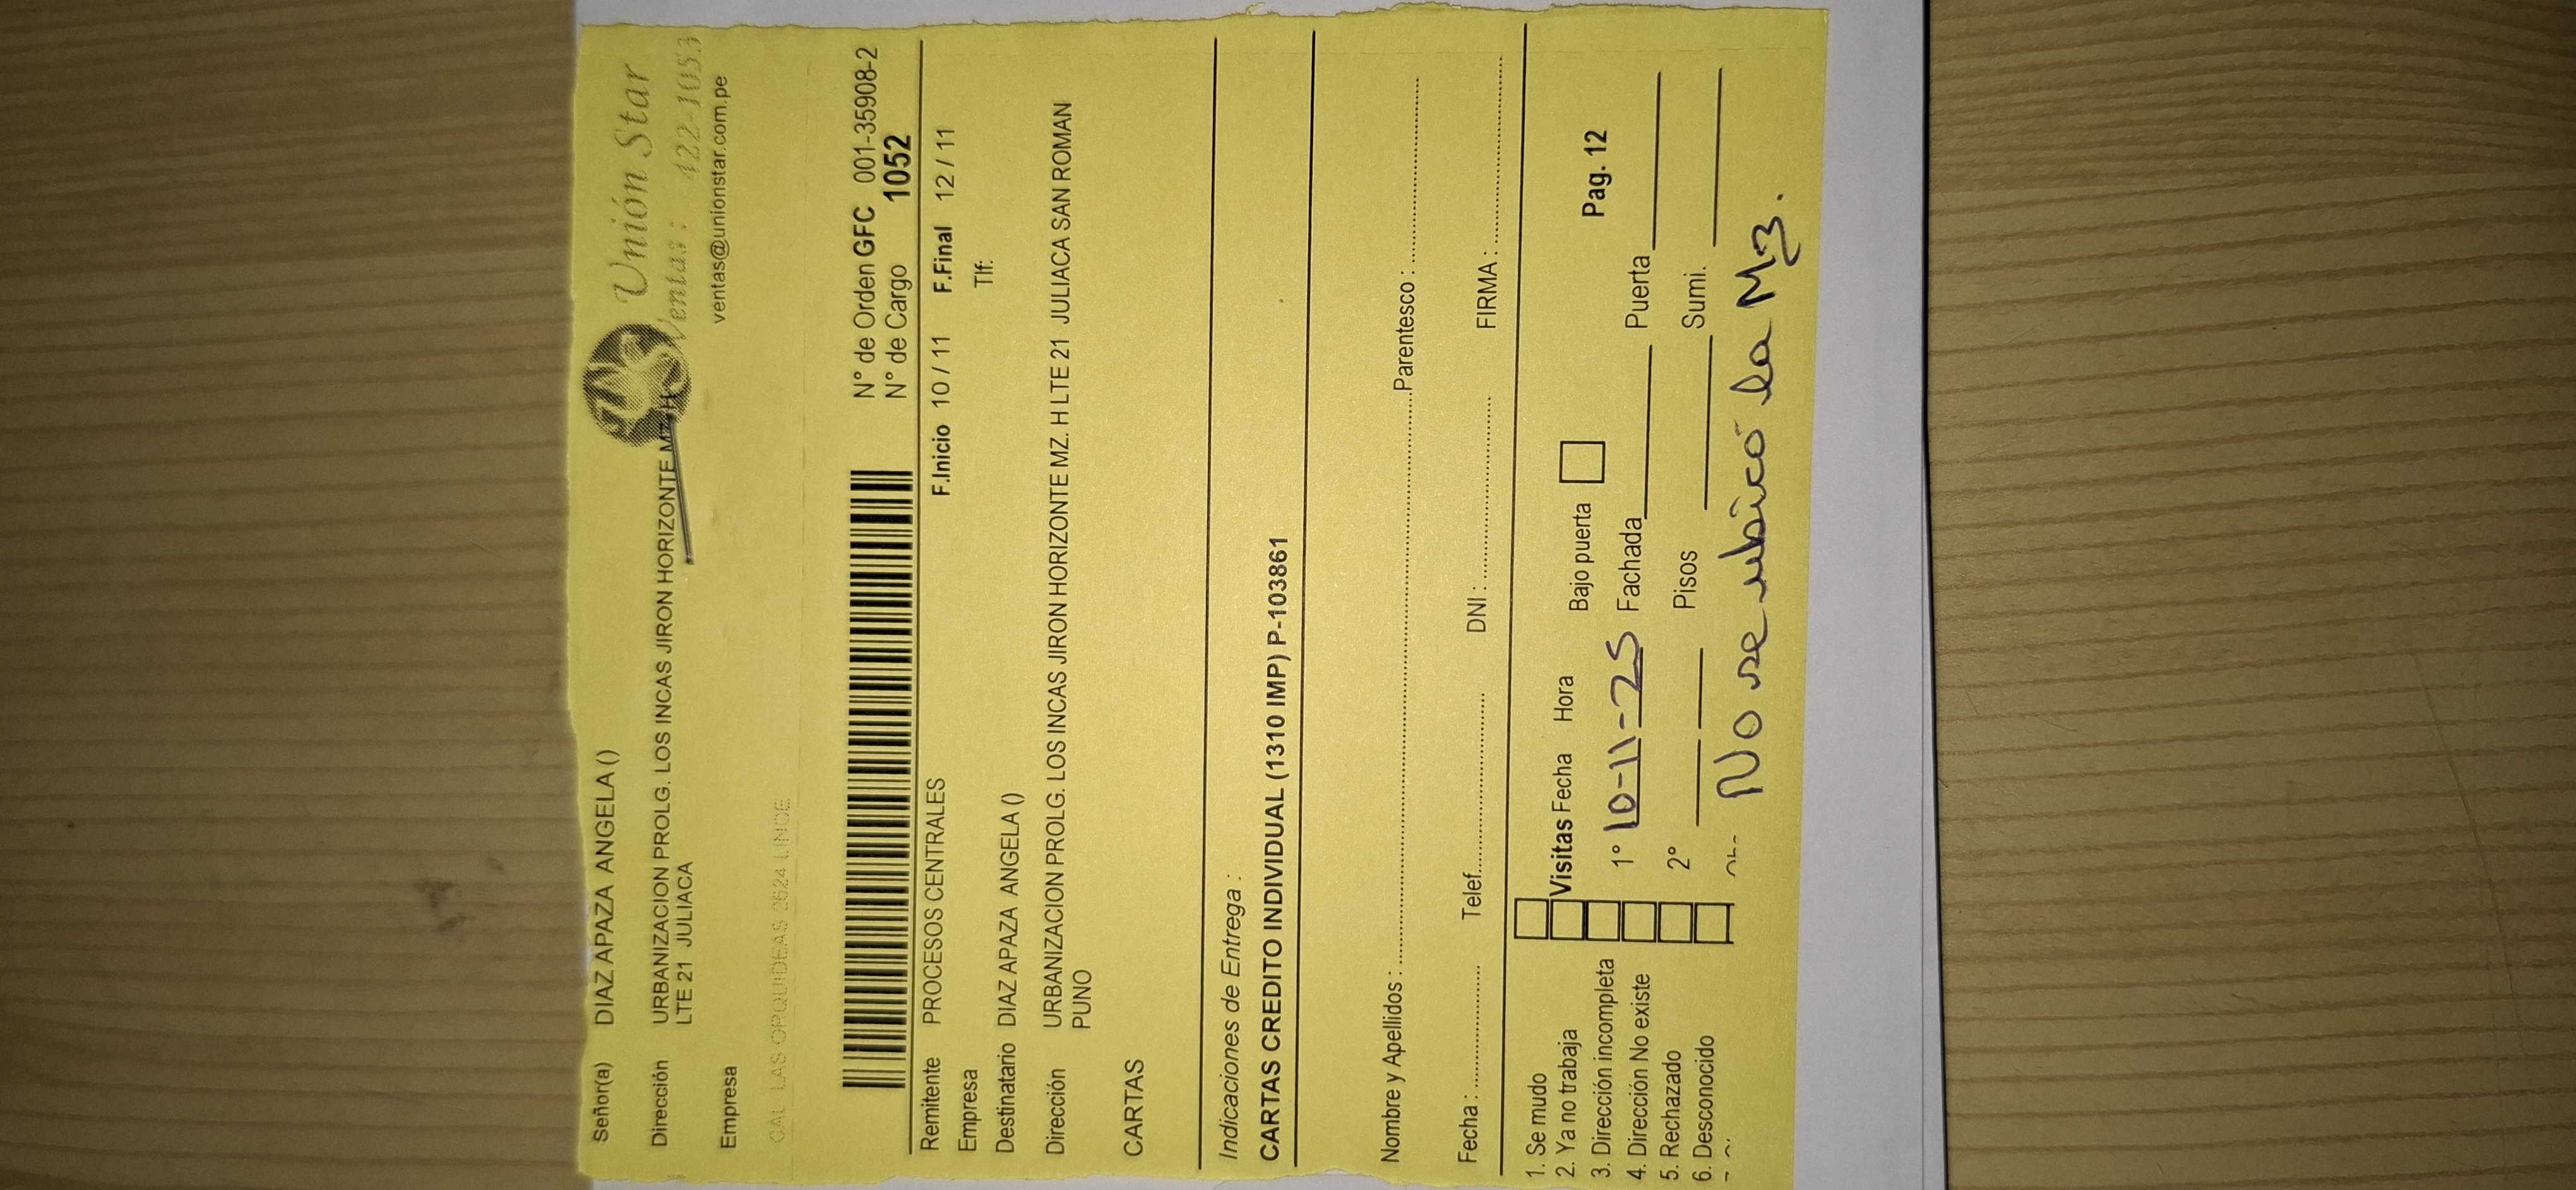 Señor(a) DIAZ APAZA ANGELA ()
Unión Star
Dirección URBANIZACION PROLG. LOS INCAS JIRON HORIZONTE MZ. H
LTE 21 JULIACA
Ventas: 422-1053
Empresa
ventas@unionstar.com.pe
CAL LAS ORQUIDEAS 2624 LINCE
N° de Orden GFC 001-35908-2
N° de Cargo 1052
Remitente PROCESOS CENTRALES F.Inicio 10 / 11 F.Final 12 / 11
Empresa Tlf:
Destinatario DIAZ APAZA ANGELA ()
Dirección URBANIZACION PROLG. LOS INCAS JIRON HORIZONTE MZ. H LTE 21 JULIACA SAN ROMAN
PUNO
CARTAS
Indicaciones de Entrega :
CARTAS CREDITO INDIVIDUAL (1310 IMP) P-103861
Nombre y Apellidos : Parentesco :
Fecha : Telef. DNI : FIRMA :
1. Se mudo
2. Ya no trabaja Visitas Fecha Hora Bajo puerta
3. Dirección incompleta Pag. 12
4. Dirección No existe 1° 10-11-25 Fachada Puerta
5. Rechazado
6. Desconocido 2° Pisos Sumi.
No se ubicó la Mz.